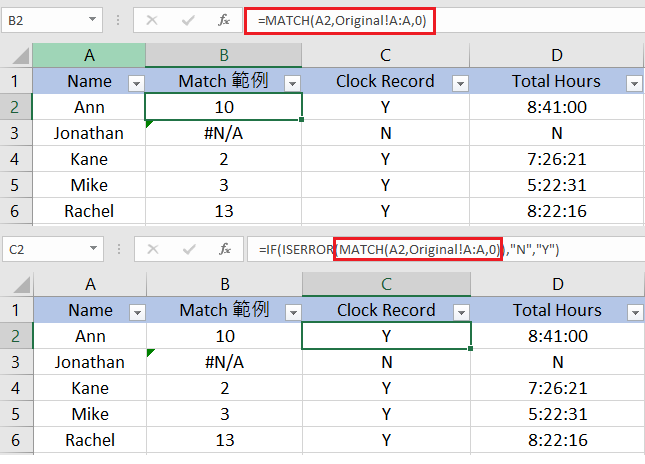 B2 fx =MATCH(A2,Original!A:A,0)
A B C D
1 Name Match 範例 Clock Record Total Hours
2 Ann 10 Y 8:41:00
3 Jonathan #N/A N N
4 Kane 2 Y 7:26:21
5 Mike 3 Y 5:22:31
6 Rachel 13 Y 8:22:16
C2 fx =IF(ISERROR(MATCH(A2,Original!A:A,0)),"N","Y")
A B C D
1 Name Match 範例 Clock Record Total Hours
2 Ann 10 Y 8:41:00
3 Jonathan #N/A N N
4 Kane 2 Y 7:26:21
5 Mike 3 Y 5:22:31
6 Rachel 13 Y 8:22:16